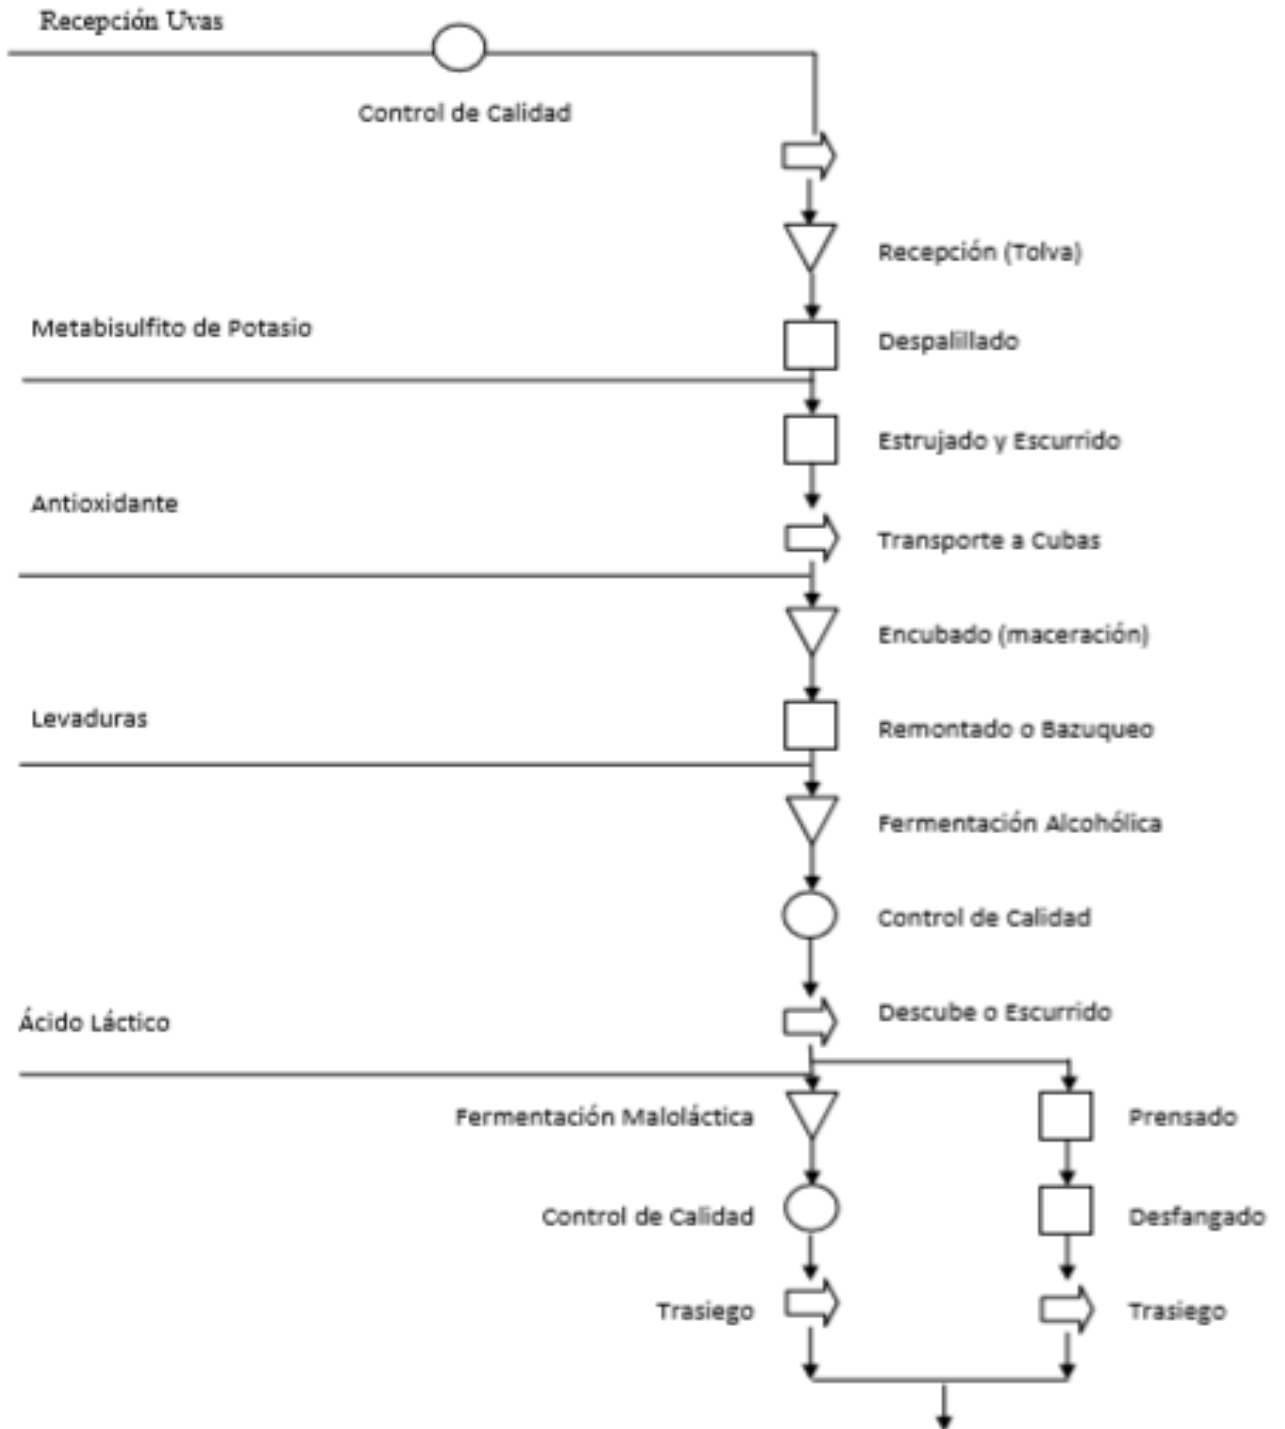 Recepción Uvas
Control de Calidad
Recepción (Tolva)
Metabisulfito de Potasio
Despalillado
Estrujado y Escurrido
Antioxidante
Transporte a Cubas
Encubado (maceración)
Levaduras
Remontado o Bazuqueo
Fermentación Alcohólica
Control de Calidad
Descube o Escurrido
Ácido Láctico
Fermentación Maloláctica
Prensado
Control de Calidad
Desfangado
Trasiego
Trasiego